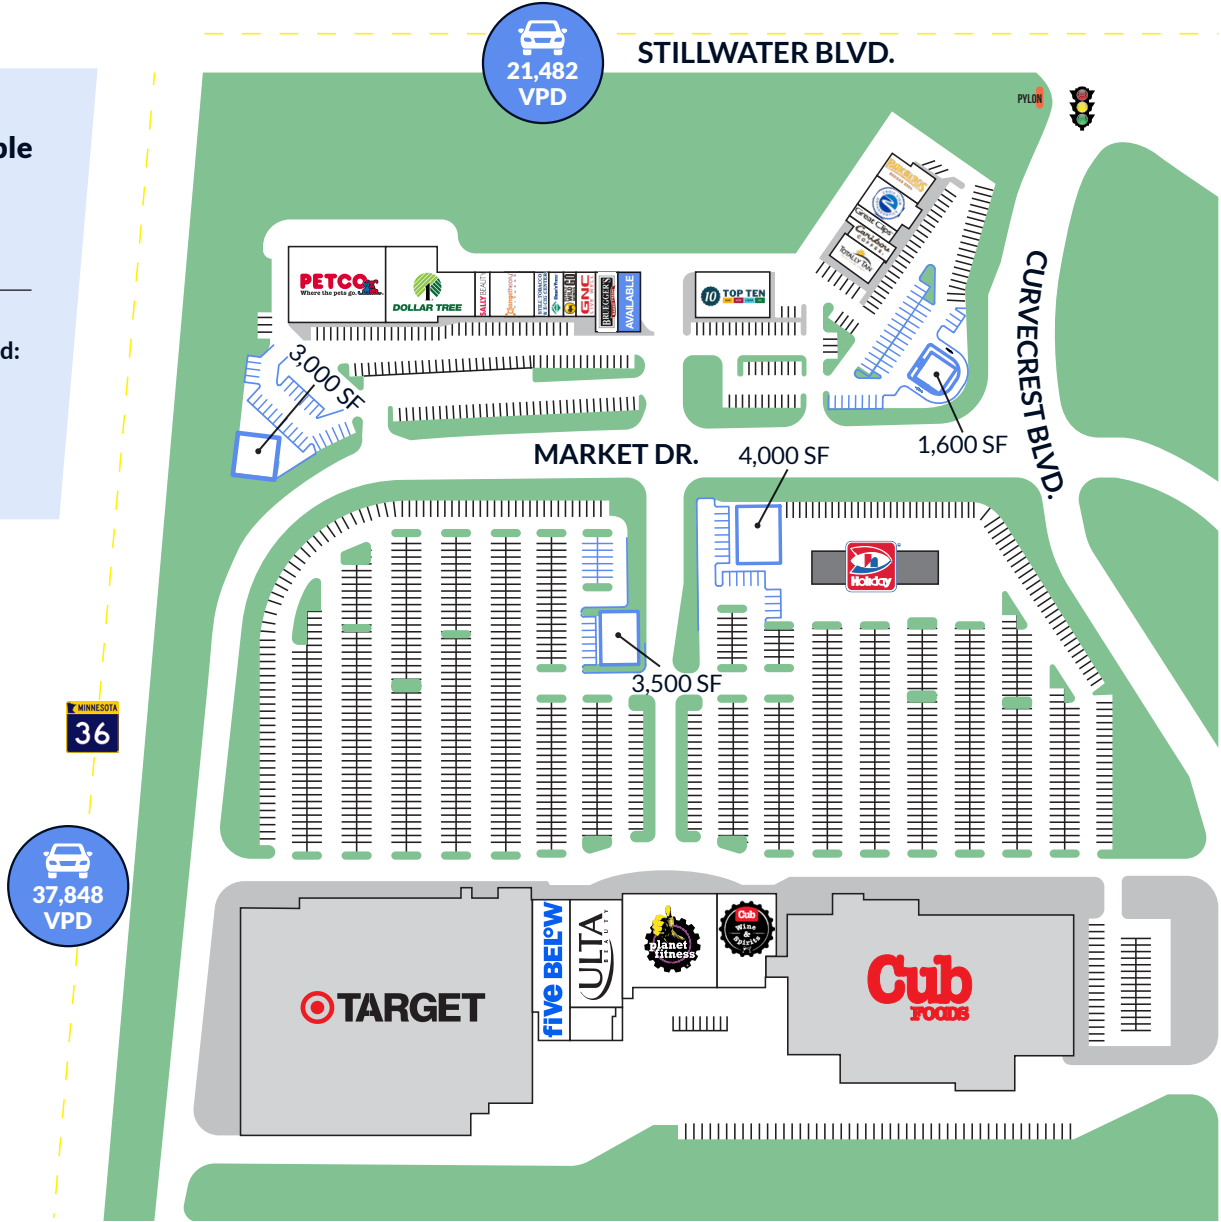 STILLWATER BLVD.
21,482
VPD
PYLON
ble
d:
PETCO
Where the pets go.
DOLLAR TREE
SALLY BEAUTY
GNC
BRUEGGER'S
AVAILABLE
10 TOP TEN
Great Clips
Caribou
COFFEE
TOTALLY TAN
CURVECREST BLVD.
3,000 SF
MARKET DR.
4,000 SF
1,600 SF
Holiday
3,500 SF
MINNESOTA
36
37,848
VPD
TARGET
five BELOW
ULTA
BEAUTY
planet
fitness
Cub
Wine
&
Spirits
Cub
FOODS